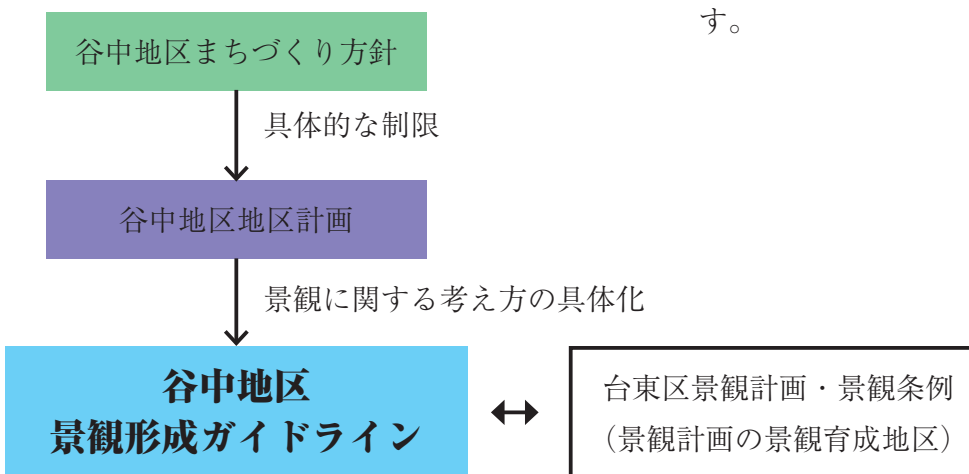 す。
谷中地区まちづくり方針
具体的な制限
谷中地区地区計画
景観に関する考え方の具体化
谷中地区
景観形成ガイドライン
台東区景観計画・景観条例
（景観計画の景観育成地区）